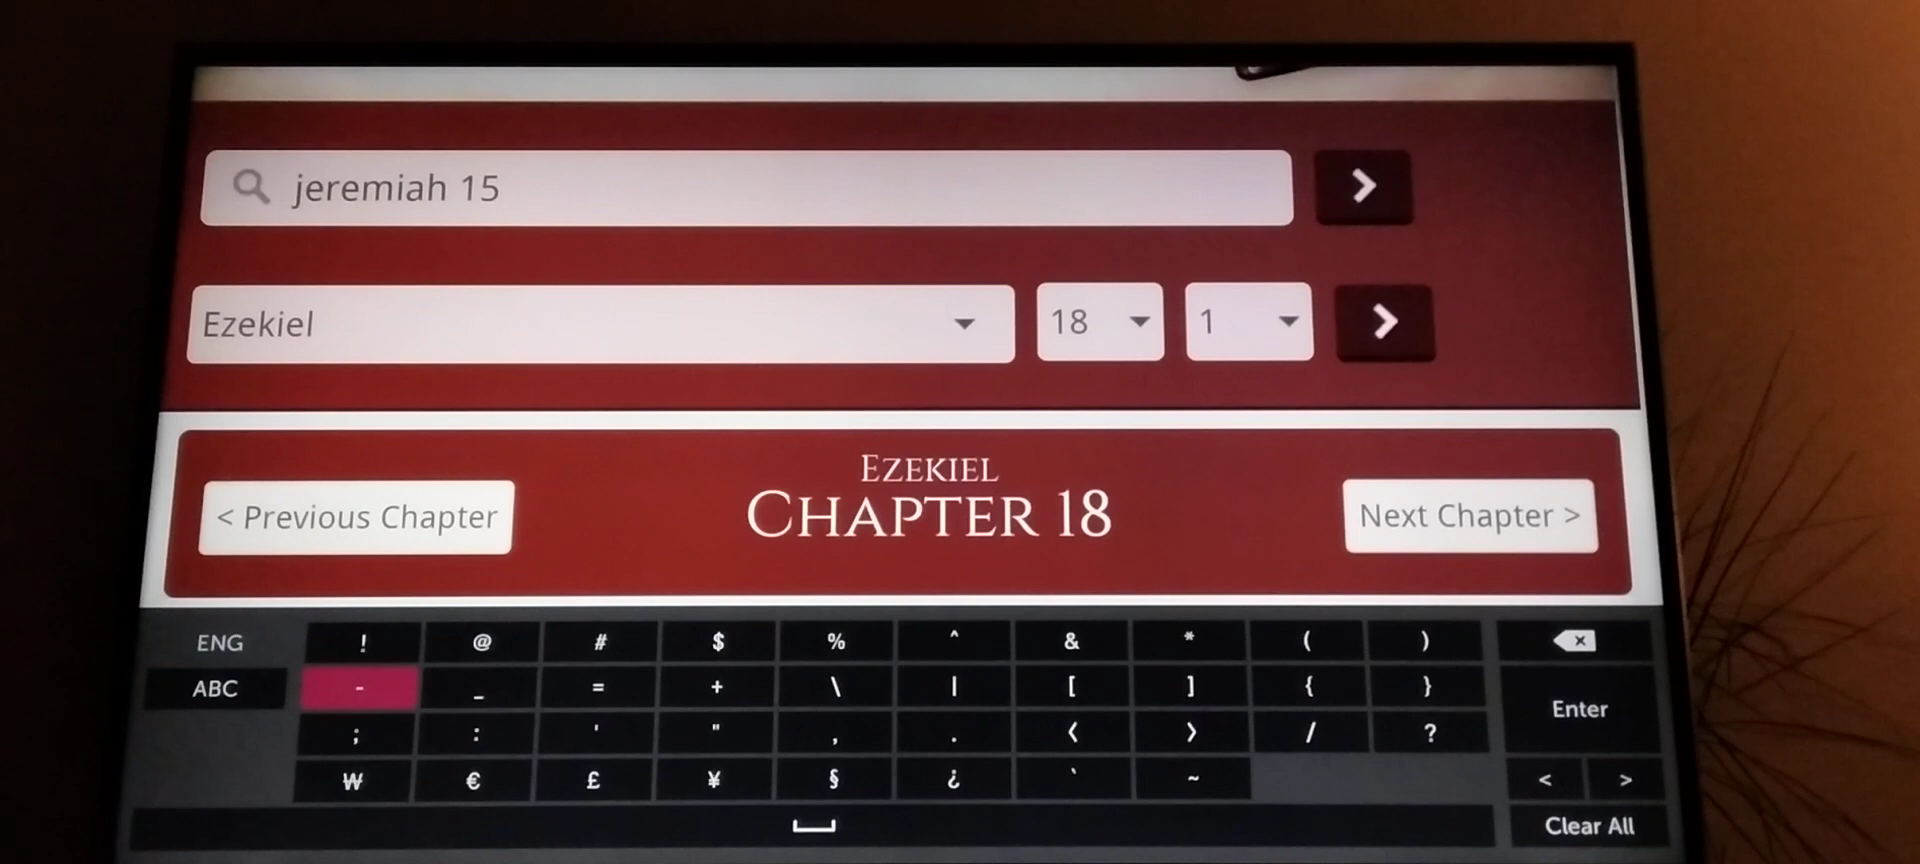 jeremiah 15
Ezekiel 18 1
EZEKIEL
CHAPTER 18
< Previous Chapter
Next Chapter >
ENG ! @ # $ % ^ & * ( )
ABC - _ = + \ | [ ] { }
Enter
; : ' " , . < > / ?
₩ € £ ¥ § ¿ ` ~ < >
Clear All